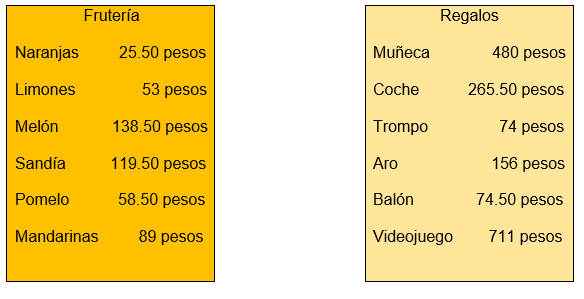 Frutería
Naranjas 25.50 pesos
Limones 53 pesos
Melón 138.50 pesos
Sandía 119.50 pesos
Pomelo 58.50 pesos
Mandarinas 89 pesos
Regalos
Muñeca 480 pesos
Coche 265.50 pesos
Trompo 74 pesos
Aro 156 pesos
Balón 74.50 pesos
Videojuego 711 pesos